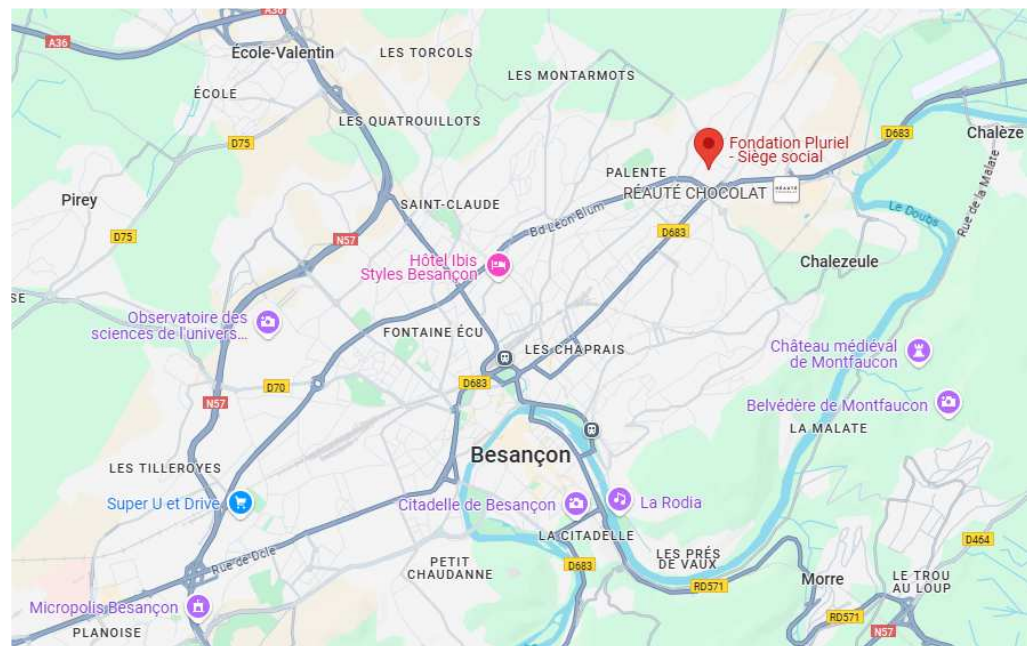 A36
A36
École-Valentin
LES TORCOLS
LES MONTARMOTS
ÉCOLE
LES QUATROUILLOTS
D75
D683
Chalèze
Fondation Pluriel
- Siège social
PALENTE
RÉAUTÉ CHOCOLAT
RÉAUTÉ
Rue de la Malate
Pirey
SAINT-CLAUDE
Le Doubs
D75
N57
Bd Léon Blum
D683
Hôtel Ibis
Styles Besançon
Chalezeule
SE
Observatoire des
sciences de l'univers...
FONTAINE ÉCU
LES CHAPRAIS
Château médiéval
de Montfaucon
D70
D683
N57
Belvédère de Montfaucon
LA MALATE
Besançon
LES TILLEROYES
Super U et Drive
Citadelle de Besançon
La Rodia
LA CITADELLE
Rue de Dole
PETIT
CHAUDANNE
D683
LES PRÉS
DE VAUX
D464
RD571
Morre
LE TROU
AU LOUP
Micropolis Besançon
RD571
PLANOISE
N57